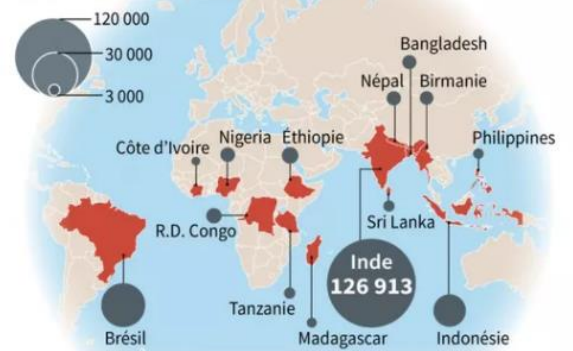 120 000
30 000
3 000
Bangladesh
Népal
Birmanie
Côte d'Ivoire
Nigeria
Éthiopie
Philippines
R.D. Congo
Sri Lanka
Inde
126 913
Tanzanie
Brésil
Madagascar
Indonésie